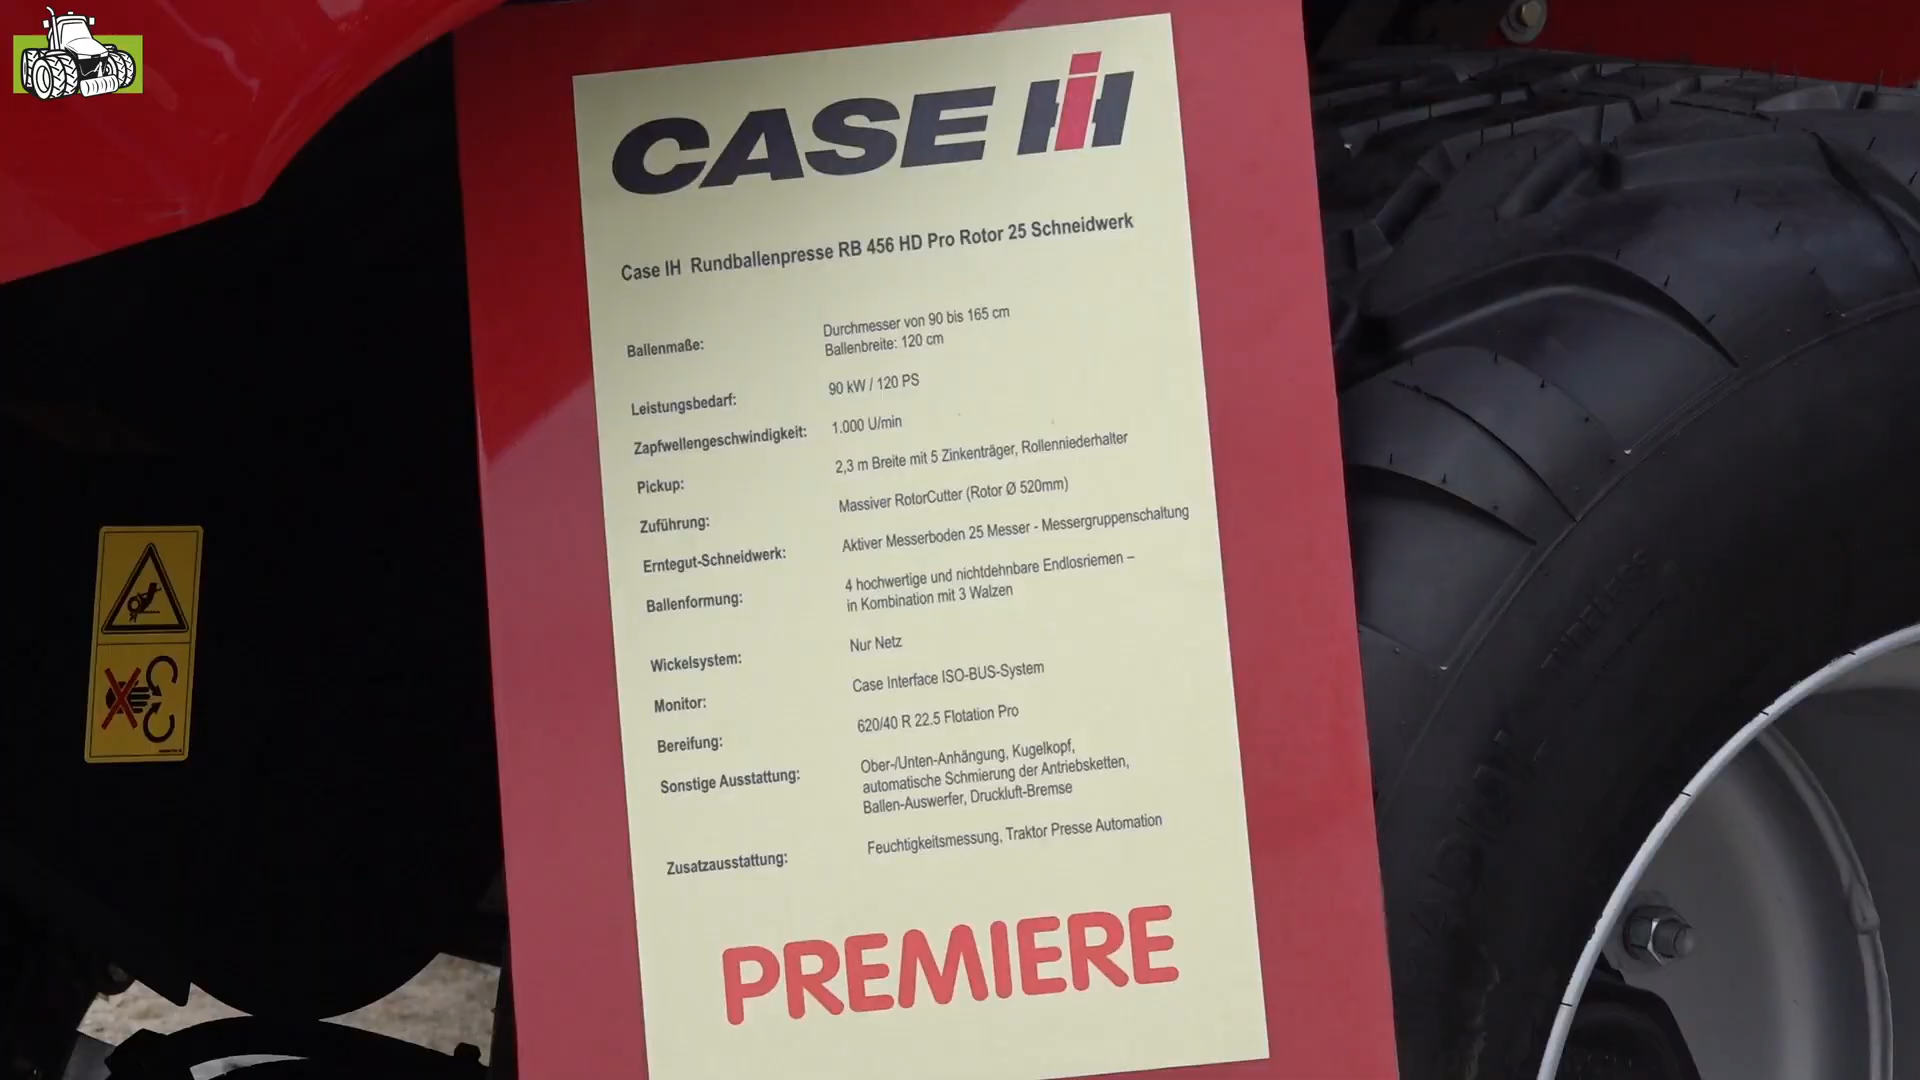 CASE IH
Case IH Rundballenpresse RB 456 HD Pro Rotor 25 Schneidwerk
Ballenmaße: Durchmesser von 90 bis 165 cm
Ballenbreite: 120 cm
Leistungsbedarf: 90 kW / 120 PS
Zapfwellengeschwindigkeit: 1.000 U/min
Pickup: 2,3 m Breite mit 5 Zinkenträger, Rollenniederhalter
Zuführung: Massiver RotorCutter (Rotor Ø 520mm)
Erntegut-Schneidwerk: Aktiver Messerboden 25 Messer - Messergruppenschaltung
Ballenformung: 4 hochwertige und nichtdehnbare Endlosriemen –
in Kombination mit 3 Walzen
Wickelsystem: Nur Netz
Monitor: Case Interface ISO-BUS-System
Bereifung: 620/40 R 22.5 Flotation Pro
Sonstige Ausstattung: Ober-/Unten-Anhängung, Kugelkopf,
automatische Schmierung der Antriebsketten,
Ballen-Auswerfer, Druckluft-Bremse
Zusatzausstattung: Feuchtigkeitsmessung, Traktor Presse Automation
PREMIERE